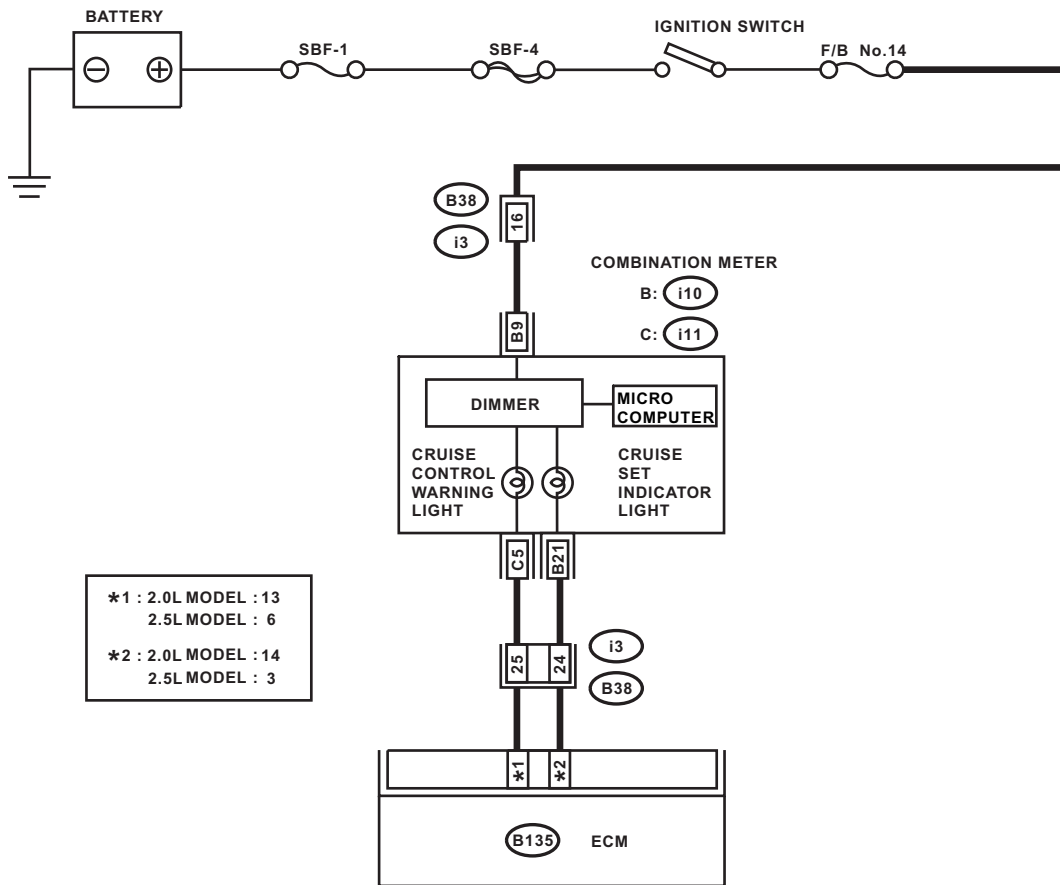 BATTERY
SBF-1
SBF-4
IGNITION SWITCH
F/B No.14
B38
16
i3
COMBINATION METER
B: i10
C: i11
B9
DIMMER
MICRO
COMPUTER
CRUISE
CONTROL
WARNING
LIGHT
CRUISE
SET
INDICATOR
LIGHT
C5
B21
*1 : 2.0L MODEL : 13
2.5L MODEL : 6
*2 : 2.0L MODEL : 14
2.5L MODEL : 3
25
24
i3
B38
*1
*2
B135
ECM